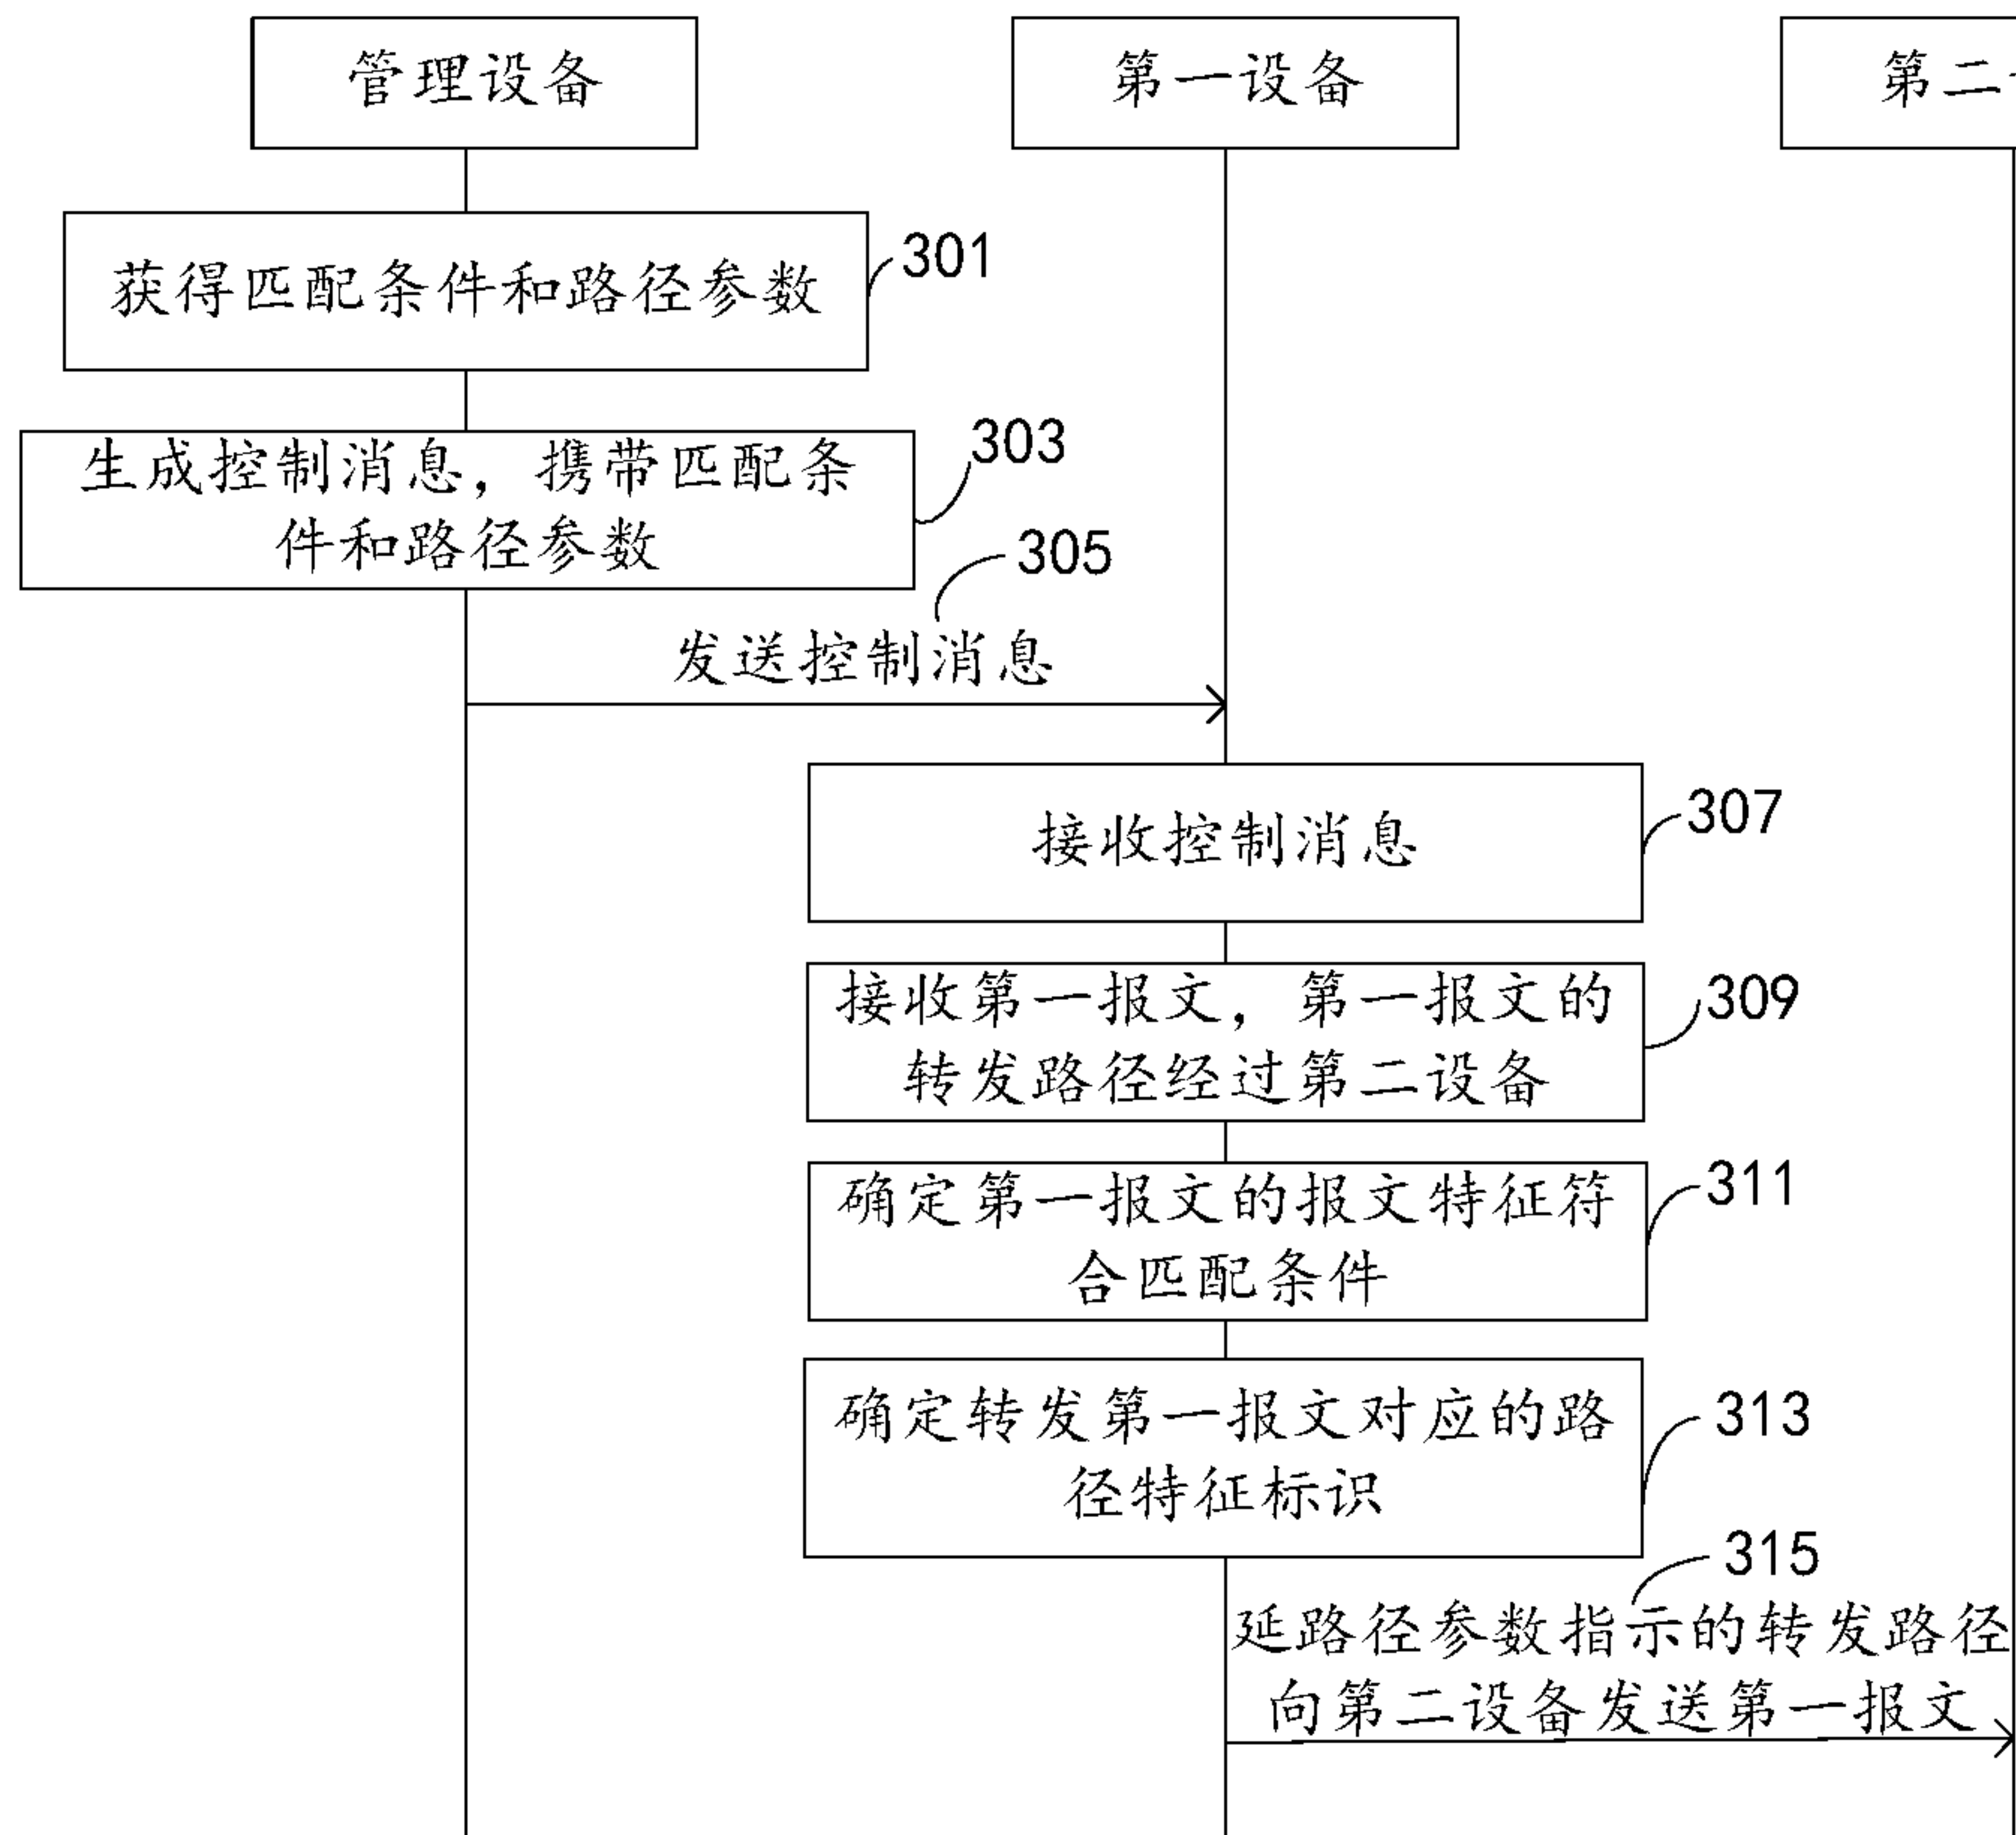 管理设备
第一设备
第二
获得匹配条件和路径参数
301
生成控制消息，携带匹配条
件和路径参数
303
305
发送控制消息
接收控制消息
307
接收第一报文，第一报文的
转发路径经过第二设备
309
确定第一报文的报文特征符
合匹配条件
311
确定转发第一报文对应的路
径特征标识
313
315
延路径参数指示的转发路径
向第二设备发送第一报文